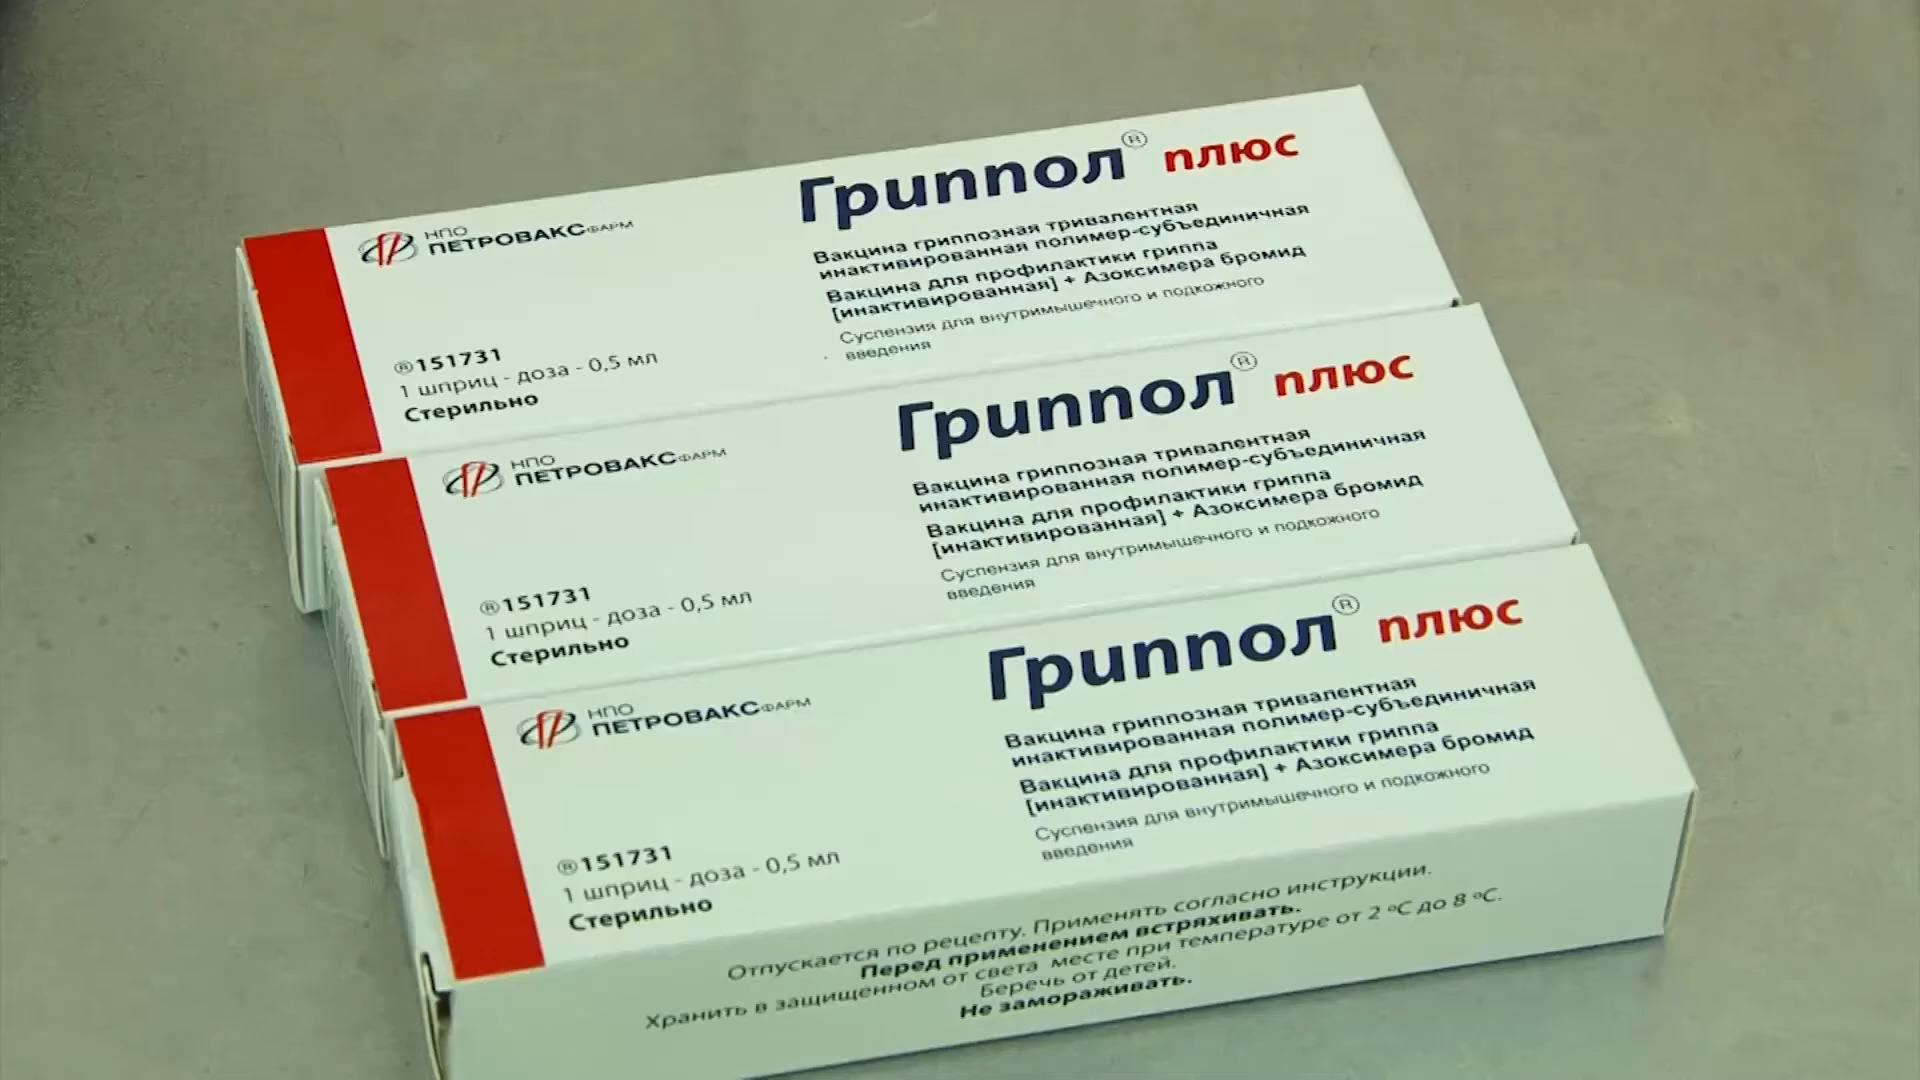 НПО
ПЕТРОВАКСФАРМ
Гриппол® плюс
Вакцина гриппозная тривалентная
инактивированная полимер-субъединичная
Вакцина для профилактики гриппа
[инактивированная] + Азоксимера бромид
Суспензия для внутримышечного и подкожного
введения
®151731
1 шприц - доза - 0,5 мл
Стерильно
НПО
ПЕТРОВАКСФАРМ
Гриппол® плюс
Вакцина гриппозная тривалентная
инактивированная полимер-субъединичная
Вакцина для профилактики гриппа
[инактивированная] + Азоксимера бромид
Суспензия для внутримышечного и подкожного
введения
®151731
1 шприц - доза - 0,5 мл
Стерильно
НПО
ПЕТРОВАКСФАРМ
Гриппол® плюс
Вакцина гриппозная тривалентная
инактивированная полимер-субъединичная
Вакцина для профилактики гриппа
[инактивированная] + Азоксимера бромид
Суспензия для внутримышечного и подкожного
введения
®151731
1 шприц - доза - 0,5 мл
Стерильно
Отпускается по рецепту. Применять согласно инструкции.
Перед применением встряхивать.
Хранить в защищенном от света месте при температуре от 2 ºС до 8 ºС.
Беречь от детей.
Не замораживать.